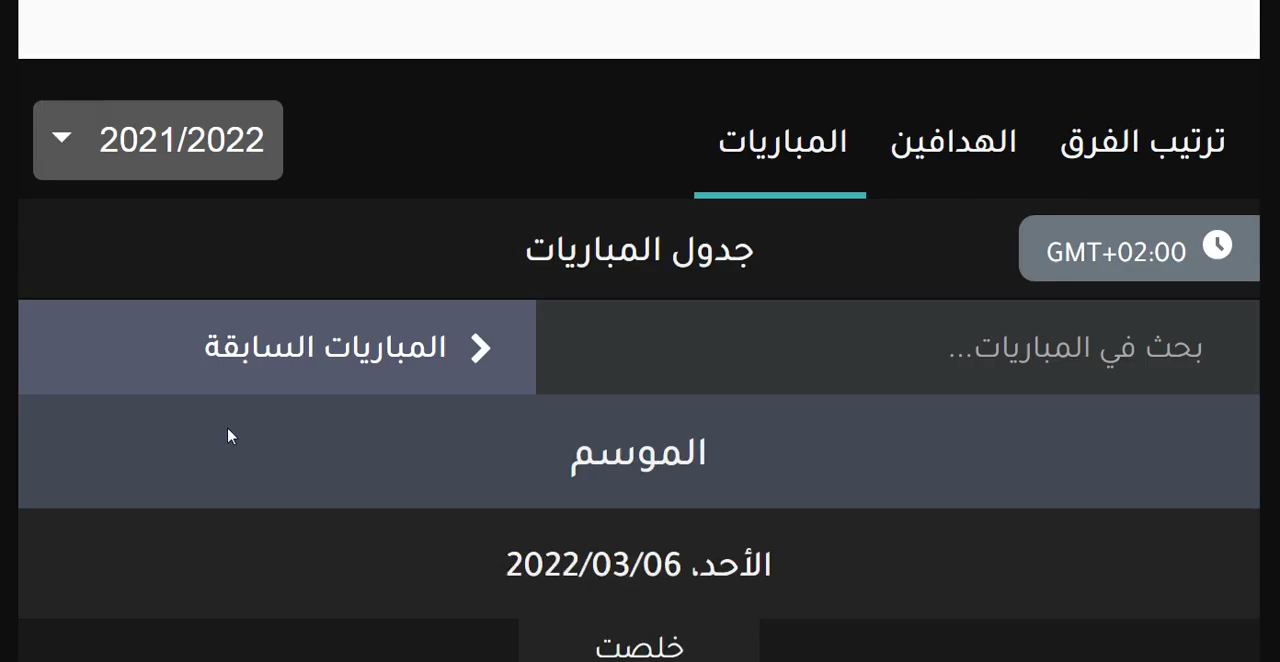 ترتيب الفرق الهدافين المباريات 2021/2022
GMT+02:00 جدول المباريات
بحث في المباريات... المباريات السابقة
الموسم
الأحد، 2022/03/06
خلصت